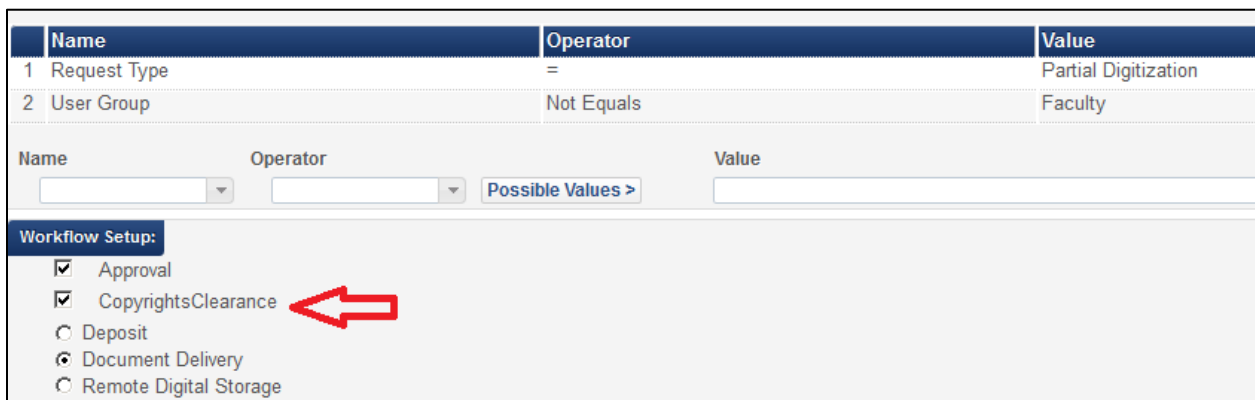 Name Operator Value
1 Request Type = Partial Digitization
2 User Group Not Equals Faculty
Name Operator Value
Possible Values >
Workflow Setup:
Approval
CopyrightsClearance
Deposit
Document Delivery
Remote Digital Storage